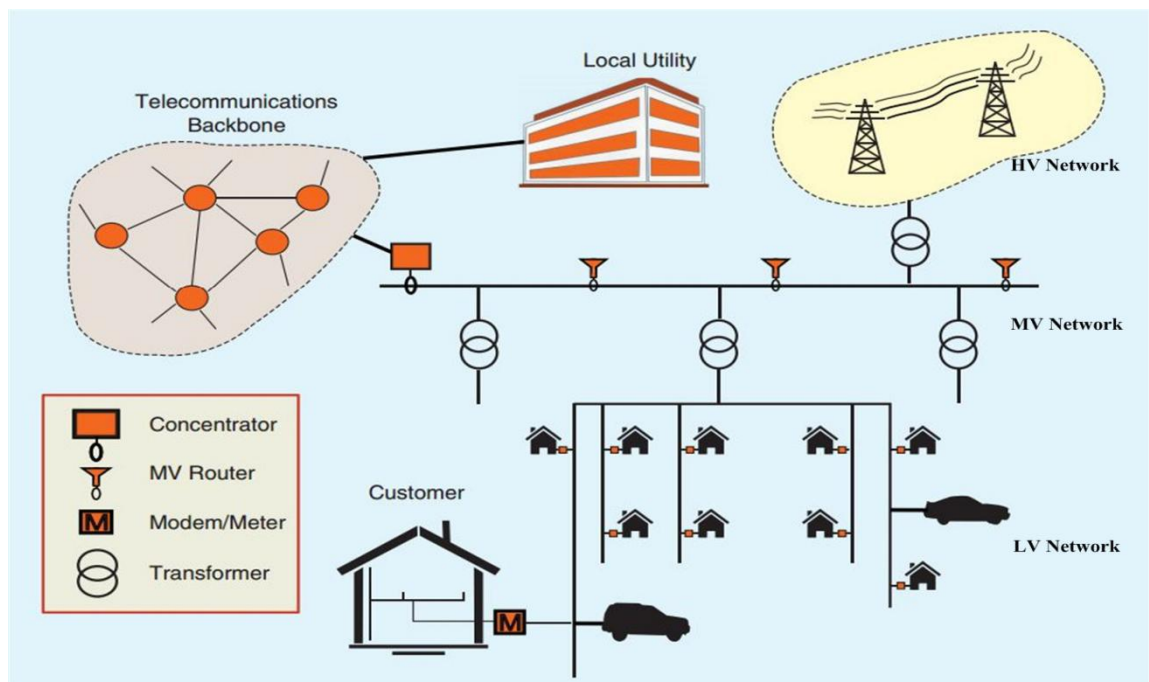 Local Utility
Telecommunications
Backbone
HV Network
MV Network
Concentrator
MV Router
M
Modem/Meter
Transformer
Customer
M
LV Network